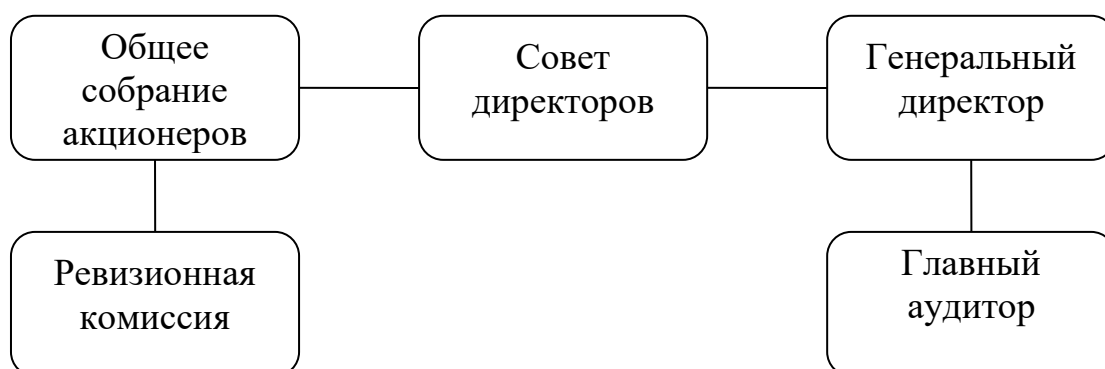 Общее
собрание
акционеров
Совет
директоров
Генеральный
директор
Ревизионная
комиссия
Главный
аудитор